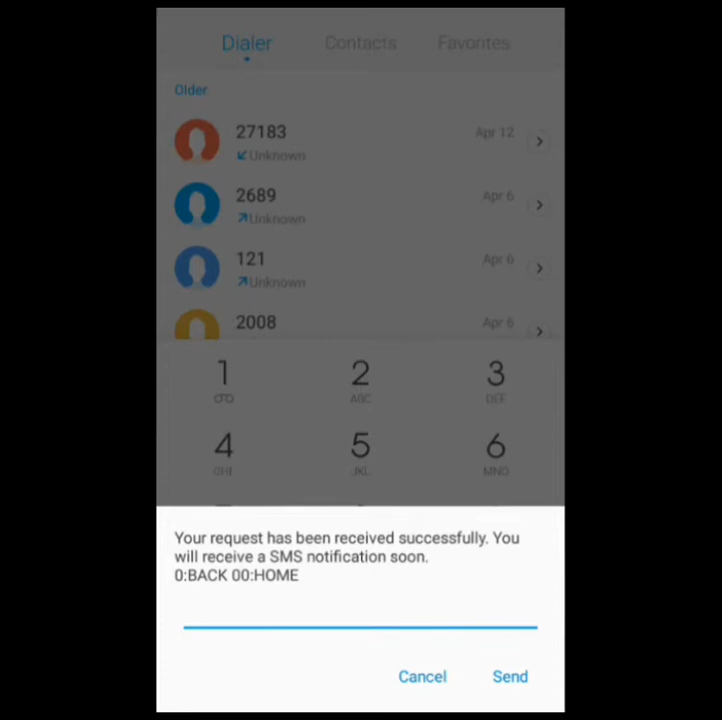 Dialer Contacts Favorites
Older
27183 Apr 12
Unknown
2689 Apr 6
Unknown
121 Apr 6
Unknown
2008 Apr 6
1 2 3
ABC DEF
4 5 6
GHI JKL MNO
Your request has been received successfully. You
will receive a SMS notification soon.
0:BACK 00:HOME
Cancel Send